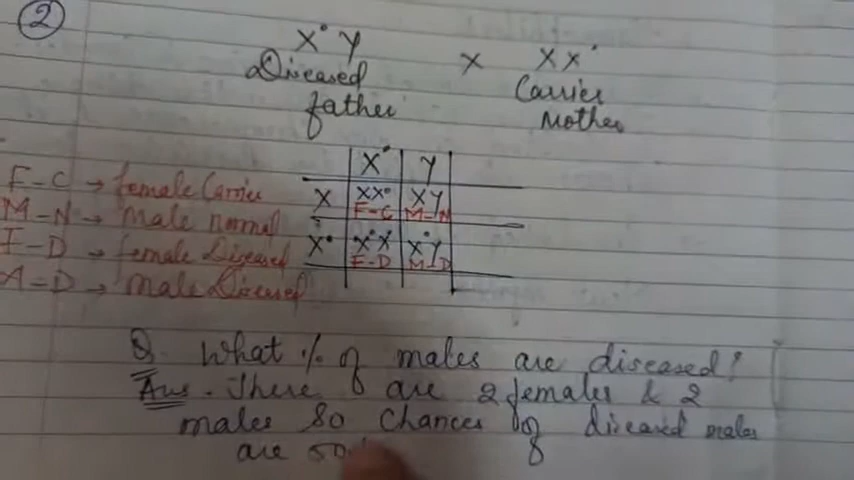 2
X° Y × X X°
Diseased father Carrier Mother
X° Y
X XX° XY
F-C M-N
X° X°X° X°Y
F-D M-D
F-C → female Carrier
M-N → male normal
F-D → female Diseased
M-D → male Diseased
Q What % of males are diseased?
Ans. There are 2 females & 2
males So Chances of diseased males
are 50%